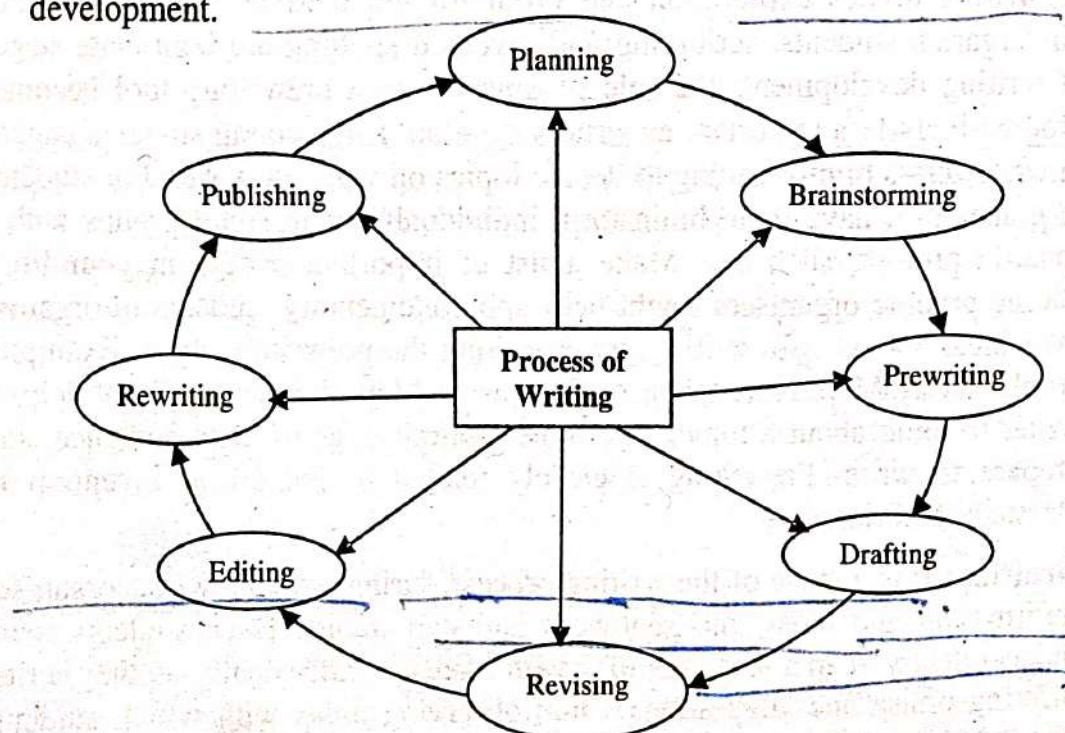 development.
Planning
Publishing
Brainstorming
Process of
Writing
Rewriting
Prewriting
Editing
Drafting
Revising